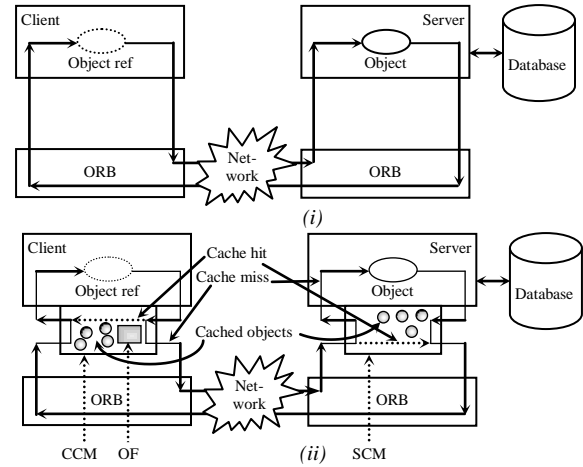 Client
Object ref
Server
Object
Database
ORB
Net-
work
ORB
(i)
Client
Object ref
Cache hit
Cache miss
Server
Object
Database
Cached objects
ORB
Net-
work
ORB
CCM
OF
(ii)
SCM